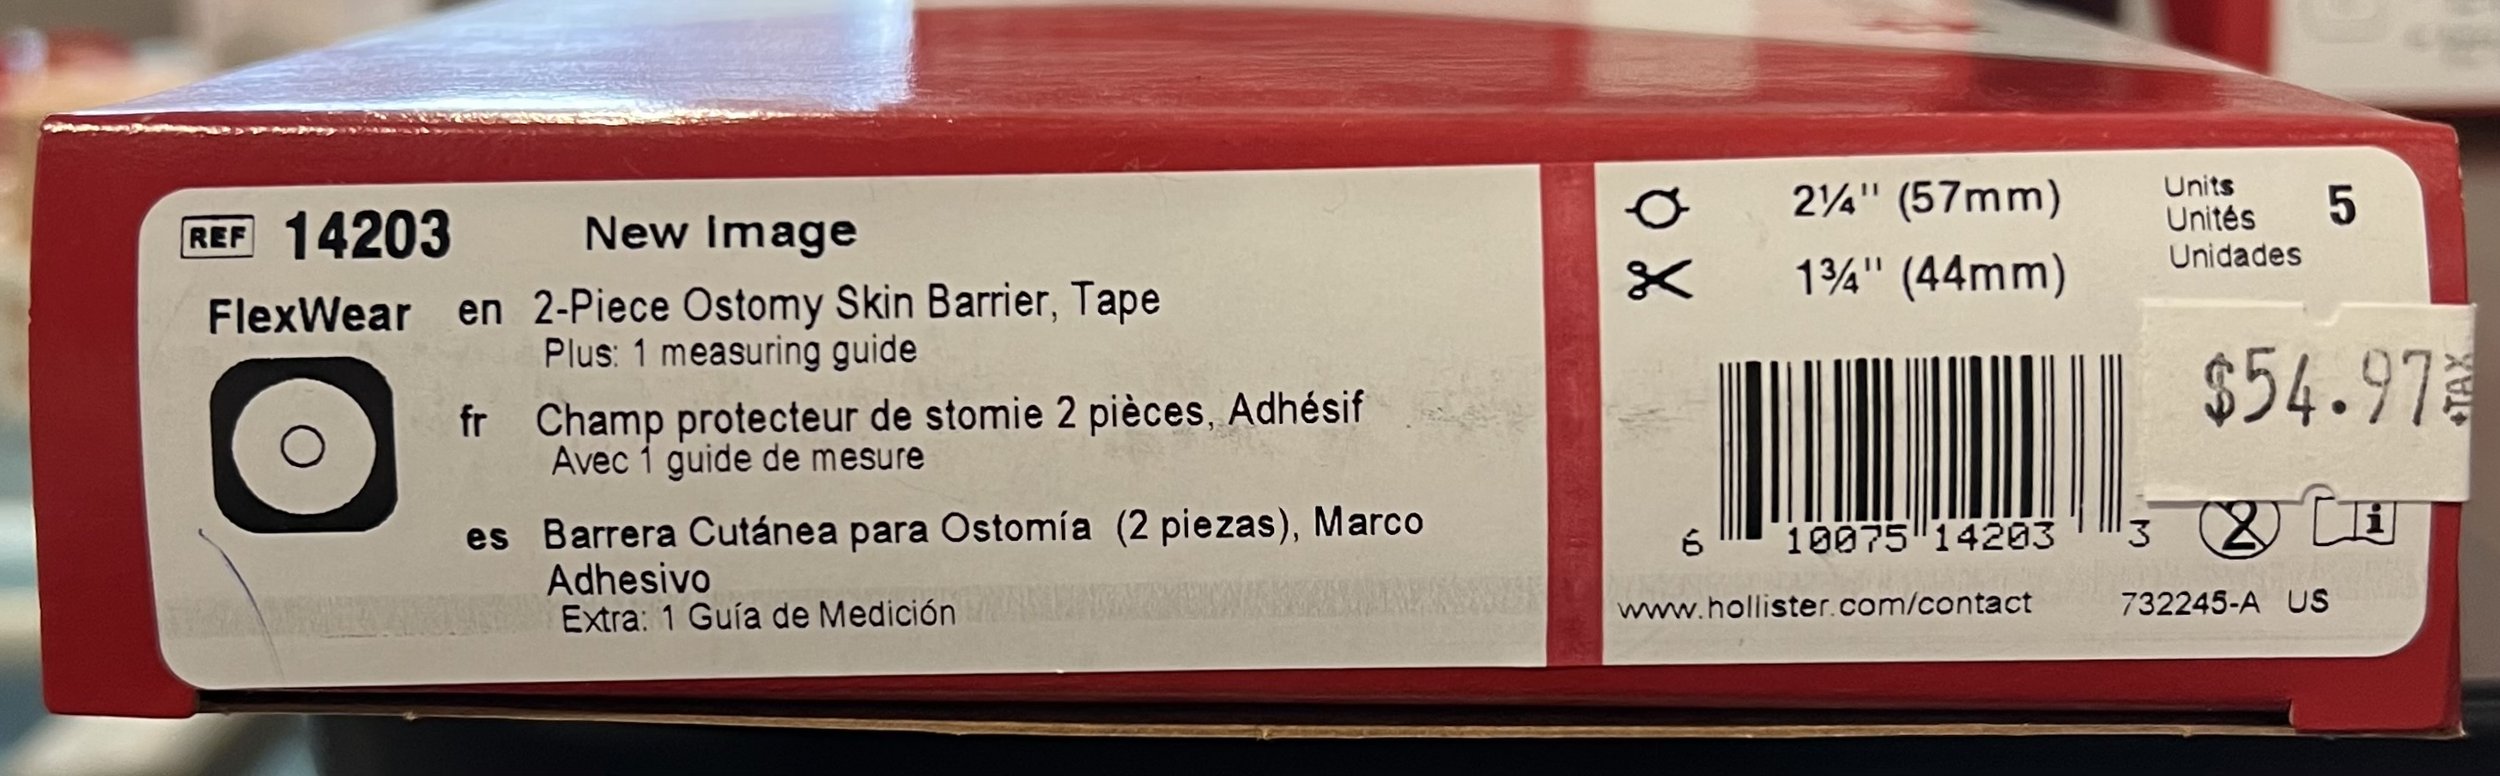 REF 14203 New Image
FlexWear en 2-Piece Ostomy Skin Barrier, Tape
Plus: 1 measuring guide
fr Champ protecteur de stomie 2 pièces, Adhésif
Avec 1 guide de mesure
es Barrera Cutánea para Ostomía (2 piezas), Marco
Adhesivo
Extra: 1 Guía de Medición
2¼" (57mm)
1¾" (44mm)
Units
Unités
Unidades
5
$54.97
+TAX
6 10075 14203 3
2
i
www.hollister.com/contact 732245-A US